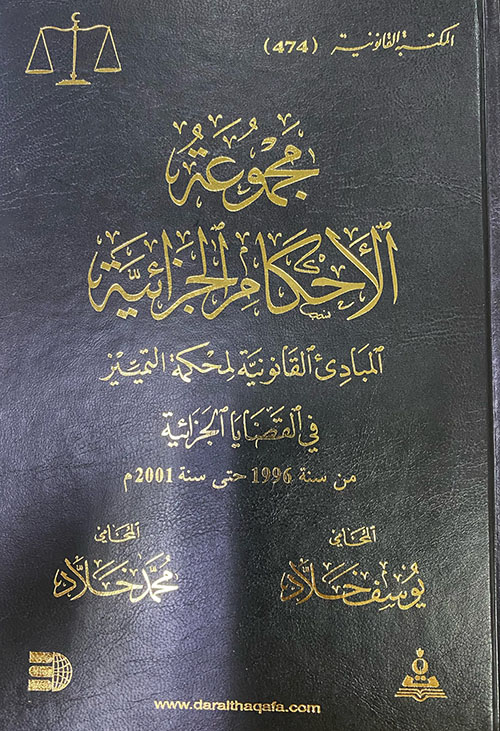 المكتبة القانونية (474)
مجموعة
الأحكام الجزائية
المبادئ القانونية لمحكمة التمييز
في القضايا الجزائية
من سنة 1996 حتى سنة 2001م
المحامي
يوسف خلاد
المحامي
محمد خلاد
www.daralthaqafa.com